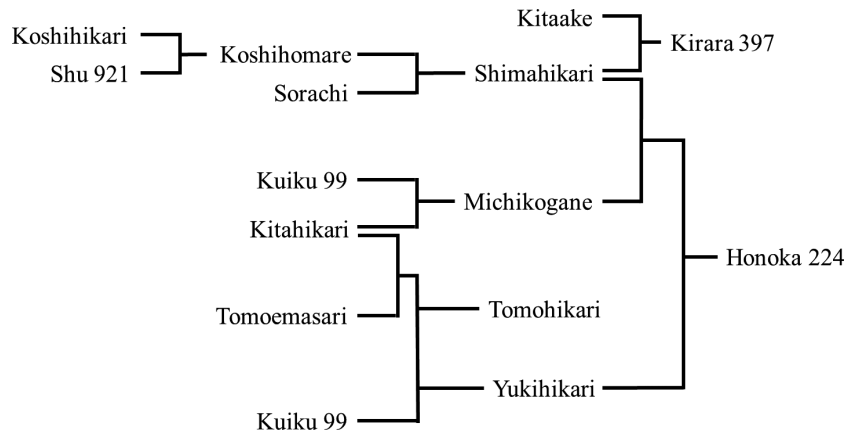 Kitaake
Koshihikari
Kirara 397
Koshihomare
Shu 921
Shimahikari
Sorachi
Kuiku 99
Michikogane
Kitahikari
Honoka 224
Tomohikari
Tomoemasari
Yukihikari
Kuiku 99